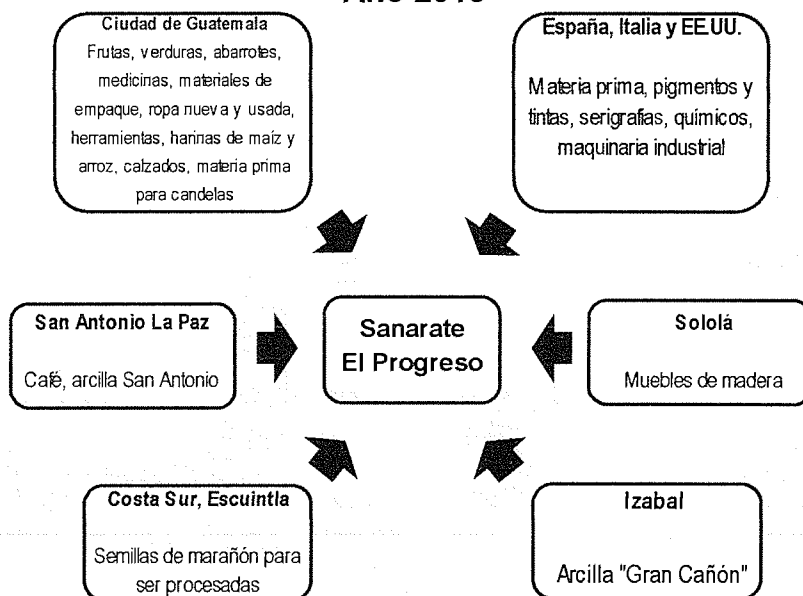 Ciudad de Guatemala
Frutas, verduras, abarrotes,
medicinas, materiales de
empaque, ropa nueva y usada,
herramientas, harinas de maíz y
arroz, calzados, materia prima
para candelas
España, Italia y EE.UU.
Materia prima, pigmentos y
tintas, serigrafías, químicos,
maquinaria industrial
San Antonio La Paz
Café, arcilla San Antonio
Sanarate
El Progreso
Sololá
Muebles de madera
Costa Sur, Escuintla
Semillas de marañón para
ser procesadas
Izabal
Arcilla "Gran Cañón"